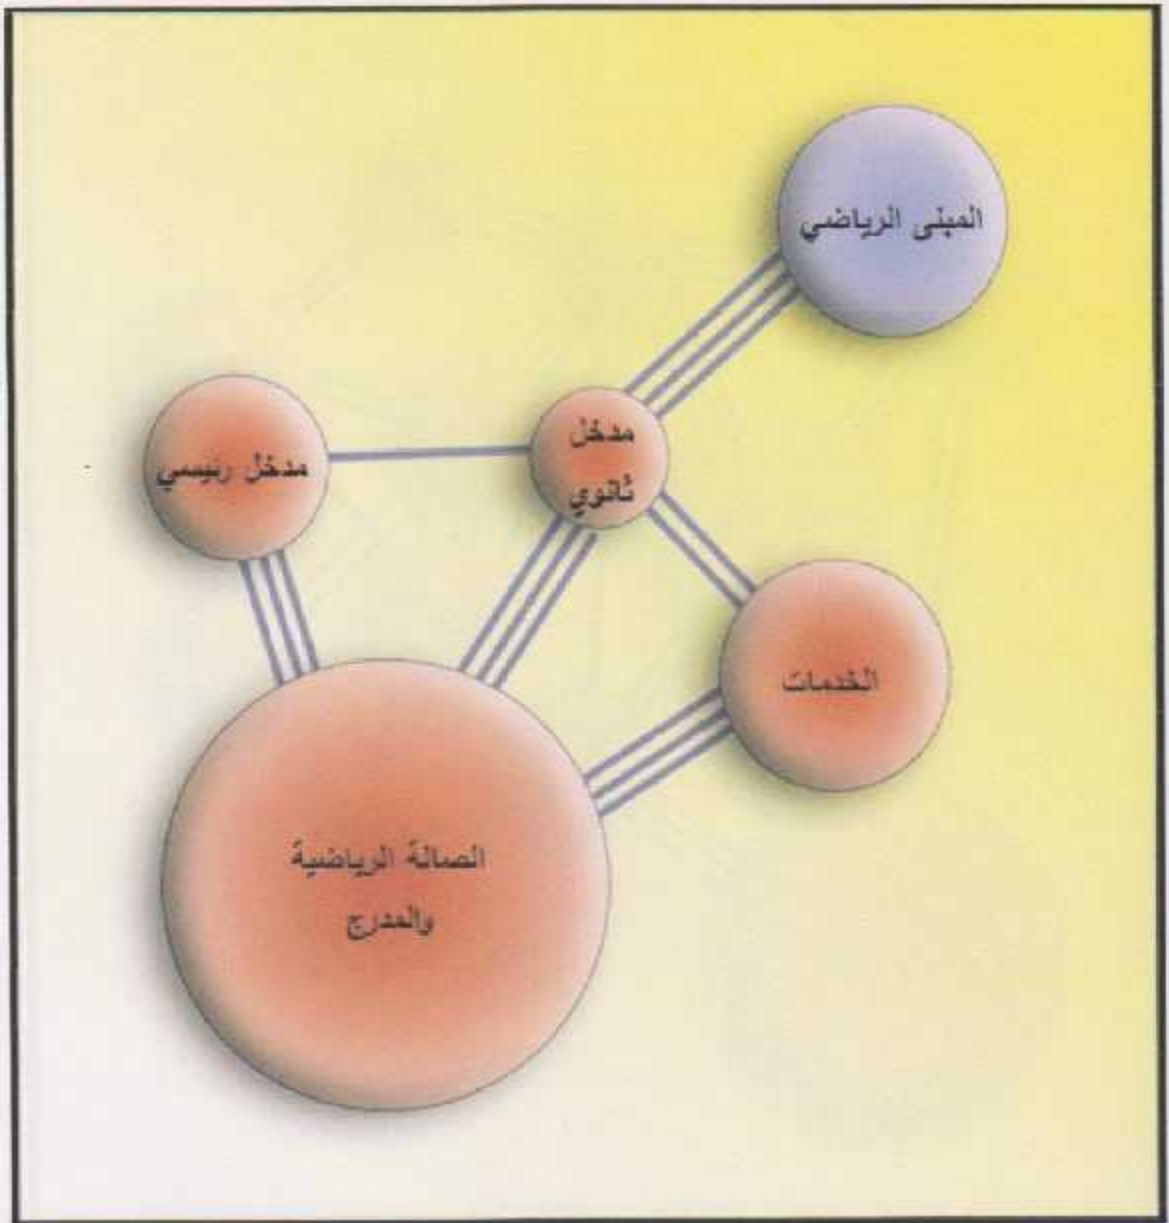 المبنى الرياضي
مدخل
ثانوي
مدخل رئيسي
الخدمات
الصالة الرياضية
والمدرج